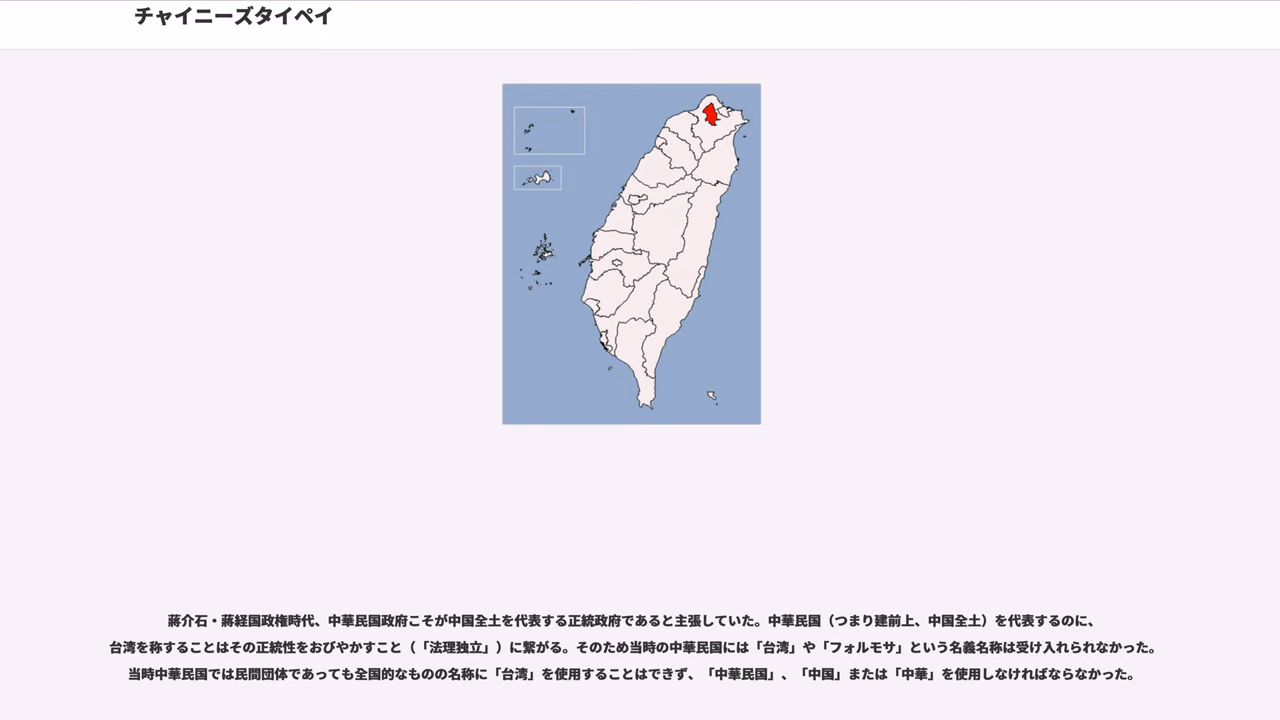 チャイニーズタイペイ
蔣介石・蔣経国政権時代、中華民国政府こそが中国全土を代表する正統政府であると主張していた。中華民国（つまり建前上、中国全土）を代表するのに、
台湾を称することはその正統性をおびやかすこと（「法理独立」）に繋がる。そのため当時の中華民国には「台湾」や「フォルモサ」という名義名称は受け入れられなかった。
当時中華民国では民間団体であっても全国的なものの名称に「台湾」を使用することはできず、「中華民国」、「中国」または「中華」を使用しなければならなかった。